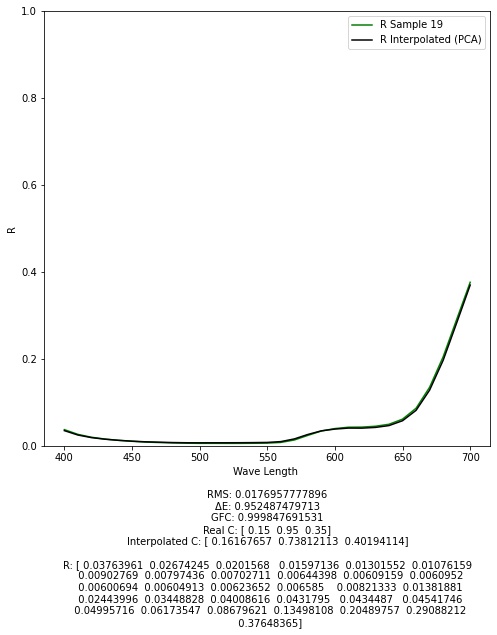 1.0
0.8
0.6
0.4
0.2
0.0
R
R Sample 19
R Interpolated (PCA)
400 450 500 550 600 650 700
Wave Length
RMS: 0.0176957777896
ΔE: 0.952487479713
GFC: 0.999847691531
Real C: [ 0.15 0.95 0.35]
Interpolated C: [ 0.16167657 0.73812113 0.40194114]
R: [ 0.03763961 0.02674245 0.0201568 0.01597136 0.01301552 0.01076159
0.00902769 0.00797436 0.00702711 0.00644398 0.00609159 0.0060952
0.00600694 0.00604913 0.00623652 0.006585 0.00821333 0.01381881
0.02443996 0.03448828 0.04008616 0.0431795 0.0434487 0.04541746
0.04995716 0.06173547 0.08679621 0.13498108 0.20489757 0.29088212
0.37648365]